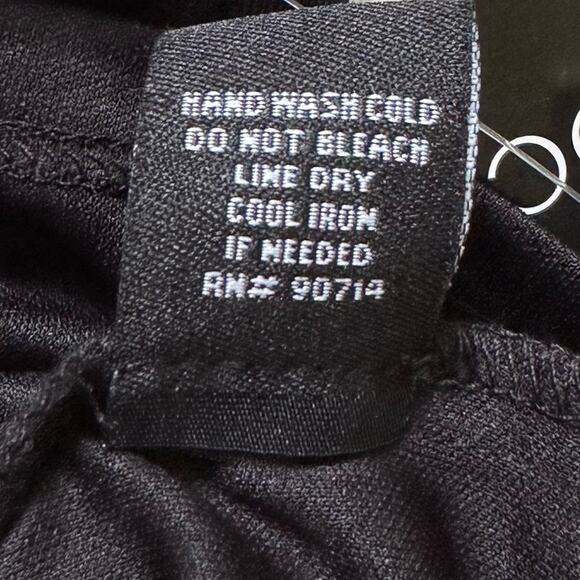 HAND WASH COLD
DO NOT BLEACH
LINE DRY
COOL IRON
IF NEEDED
RN# 90714